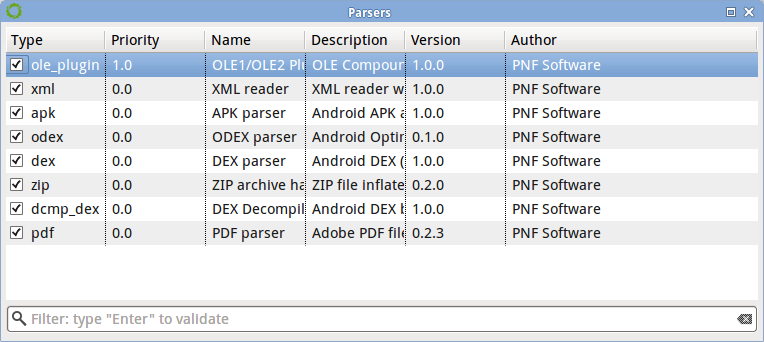 Parsers
Type Priority Name Description Version Author
ole_plugin 1.0 OLE1/OLE2 Plu OLE Compour 1.0.0 PNF Software
xml 0.0 XML reader XML reader w 1.0.0 PNF Software
apk 0.0 APK parser Android APK a 1.0.0 PNF Software
odex 0.0 ODEX parser Android Optin 0.1.0 PNF Software
dex 0.0 DEX parser Android DEX ( 1.0.0 PNF Software
zip 0.0 ZIP archive ha ZIP file inflate 0.2.0 PNF Software
dcmp_dex 0.0 DEX Decompil Android DEX b 1.0.0 PNF Software
pdf 0.0 PDF parser Adobe PDF file 0.2.3 PNF Software
Filter: type "Enter" to validate